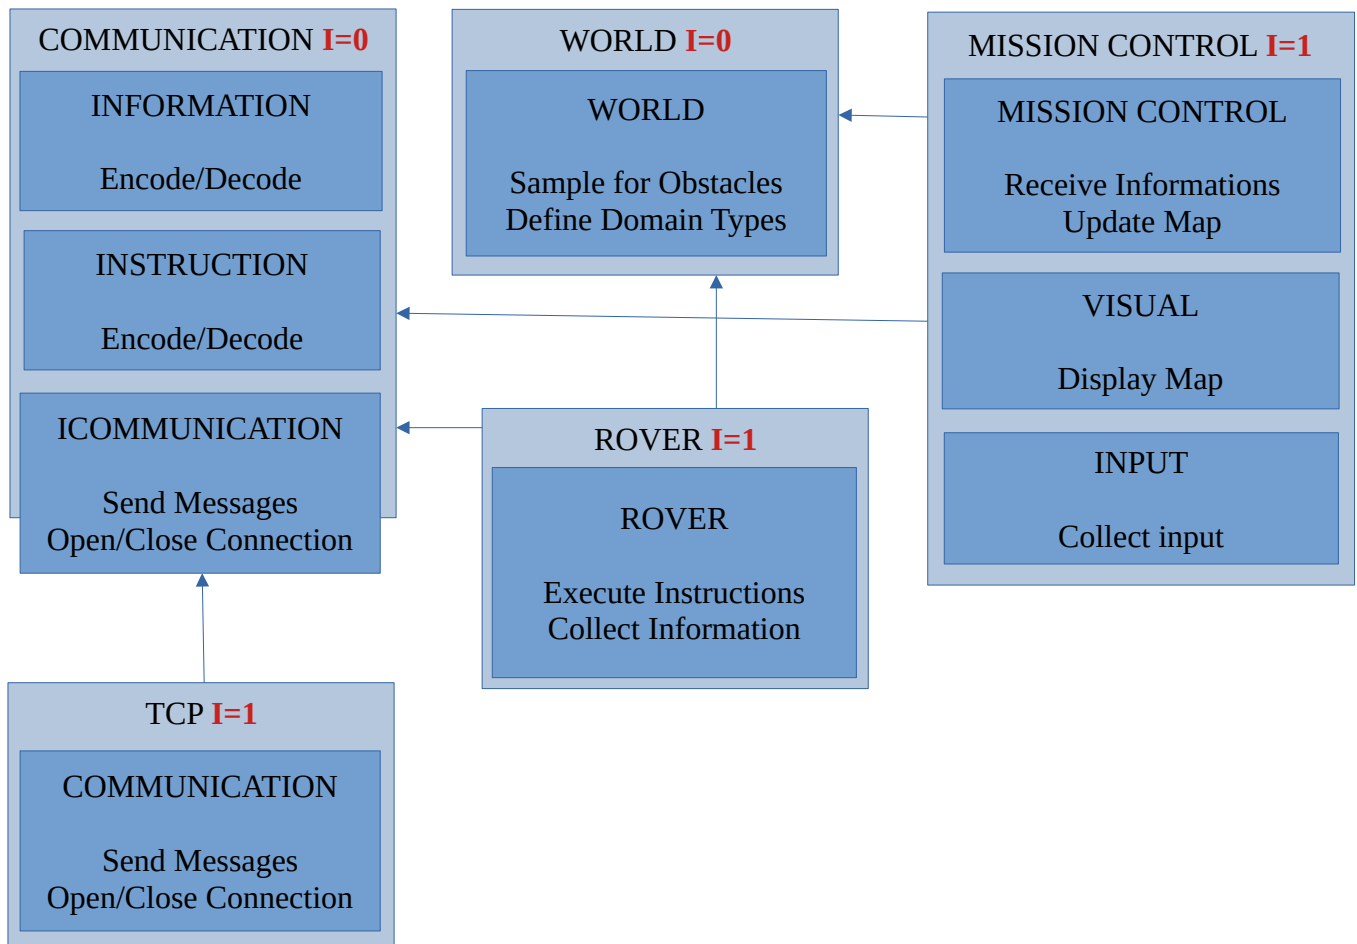 COMMUNICATION I=0
INFORMATION
Encode/Decode
INSTRUCTION
Encode/Decode
ICOMMUNICATION
Send Messages
Open/Close Connection
TCP I=1
COMMUNICATION
Send Messages
Open/Close Connection
WORLD I=0
WORLD
Sample for Obstacles
Define Domain Types
ROVER I=1
ROVER
Execute Instructions
Collect Information
MISSION CONTROL I=1
MISSION CONTROL
Receive Informations
Update Map
VISUAL
Display Map
INPUT
Collect input